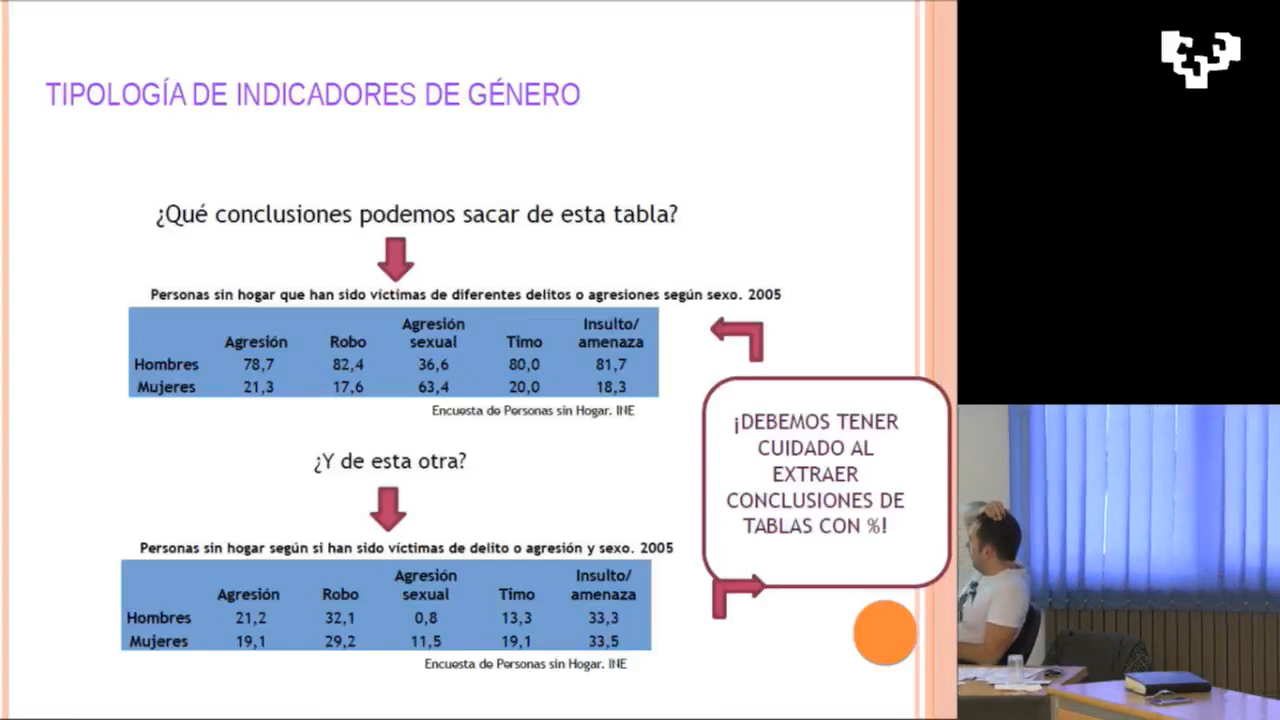 TIPOLOGÍA DE INDICADORES DE GÉNERO
¿Qué conclusiones podemos sacar de esta tabla?
Personas sin hogar que han sido víctimas de diferentes delitos o agresiones según sexo. 2005
Agresión Robo Agresión sexual Timo Insulto/ amenaza
Hombres 78,7 82,4 36,6 80,0 81,7
Mujeres 21,3 17,6 63,4 20,0 18,3
Encuesta de Personas sin Hogar. INE
¿Y de esta otra?
Personas sin hogar según si han sido víctimas de delito o agresión y sexo. 2005
Agresión Robo Agresión sexual Timo Insulto/ amenaza
Hombres 21,2 32,1 0,8 13,3 33,3
Mujeres 19,1 29,2 11,5 19,1 33,5
Encuesta de Personas sin Hogar. INE
¡DEBEMOS TENER
CUIDADO AL
EXTRAER
CONCLUSIONES DE
TABLAS CON %!